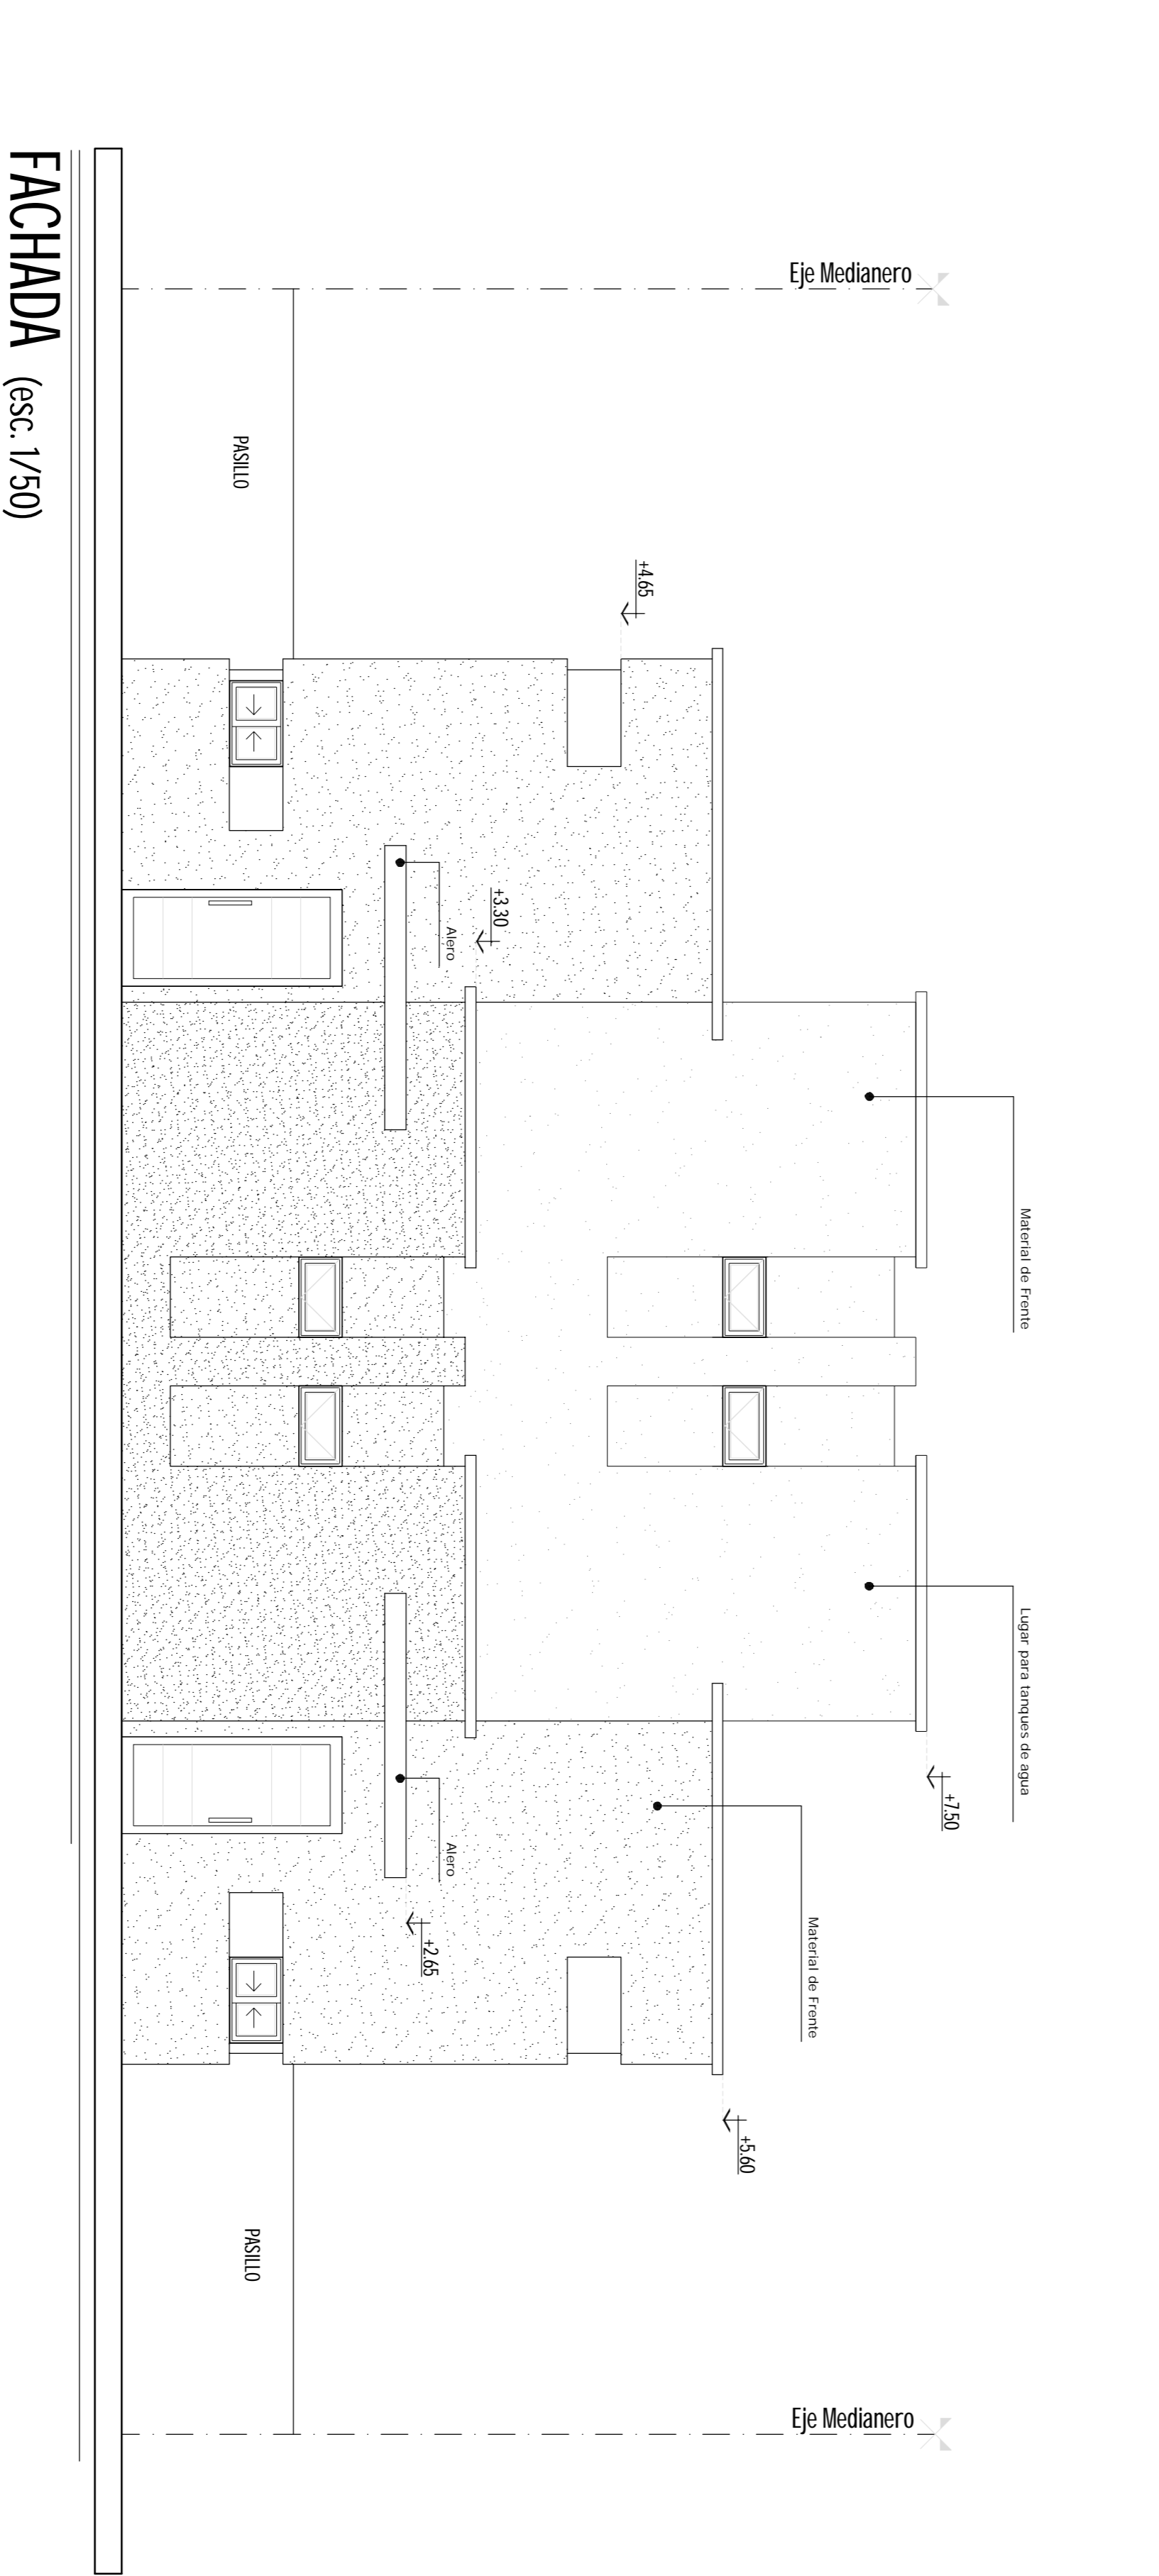 Eje Medianero
Eje Medianero
Material de Frente
Lugar para tanques de agua
+7.50
Material de Frente
+5.60
+4.65
+3.30
Alero
Alero
+2.65
PASILLO
PASILLO
FACHADA (esc. 1/50)